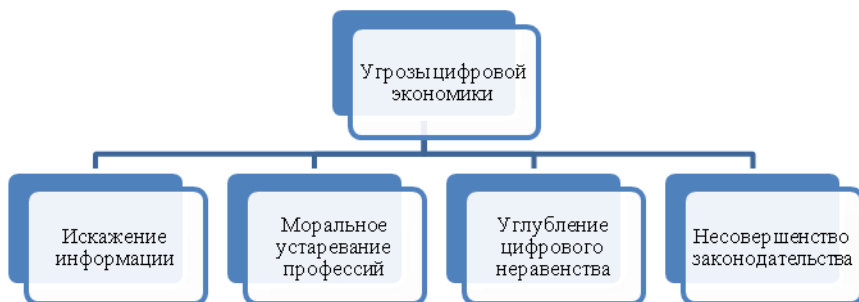 Угрозы цифровой
экономики
Искажение
информации
Моральное
устаревание
профессий
Углубление
цифрового
неравенства
Несовершенство
законодательства